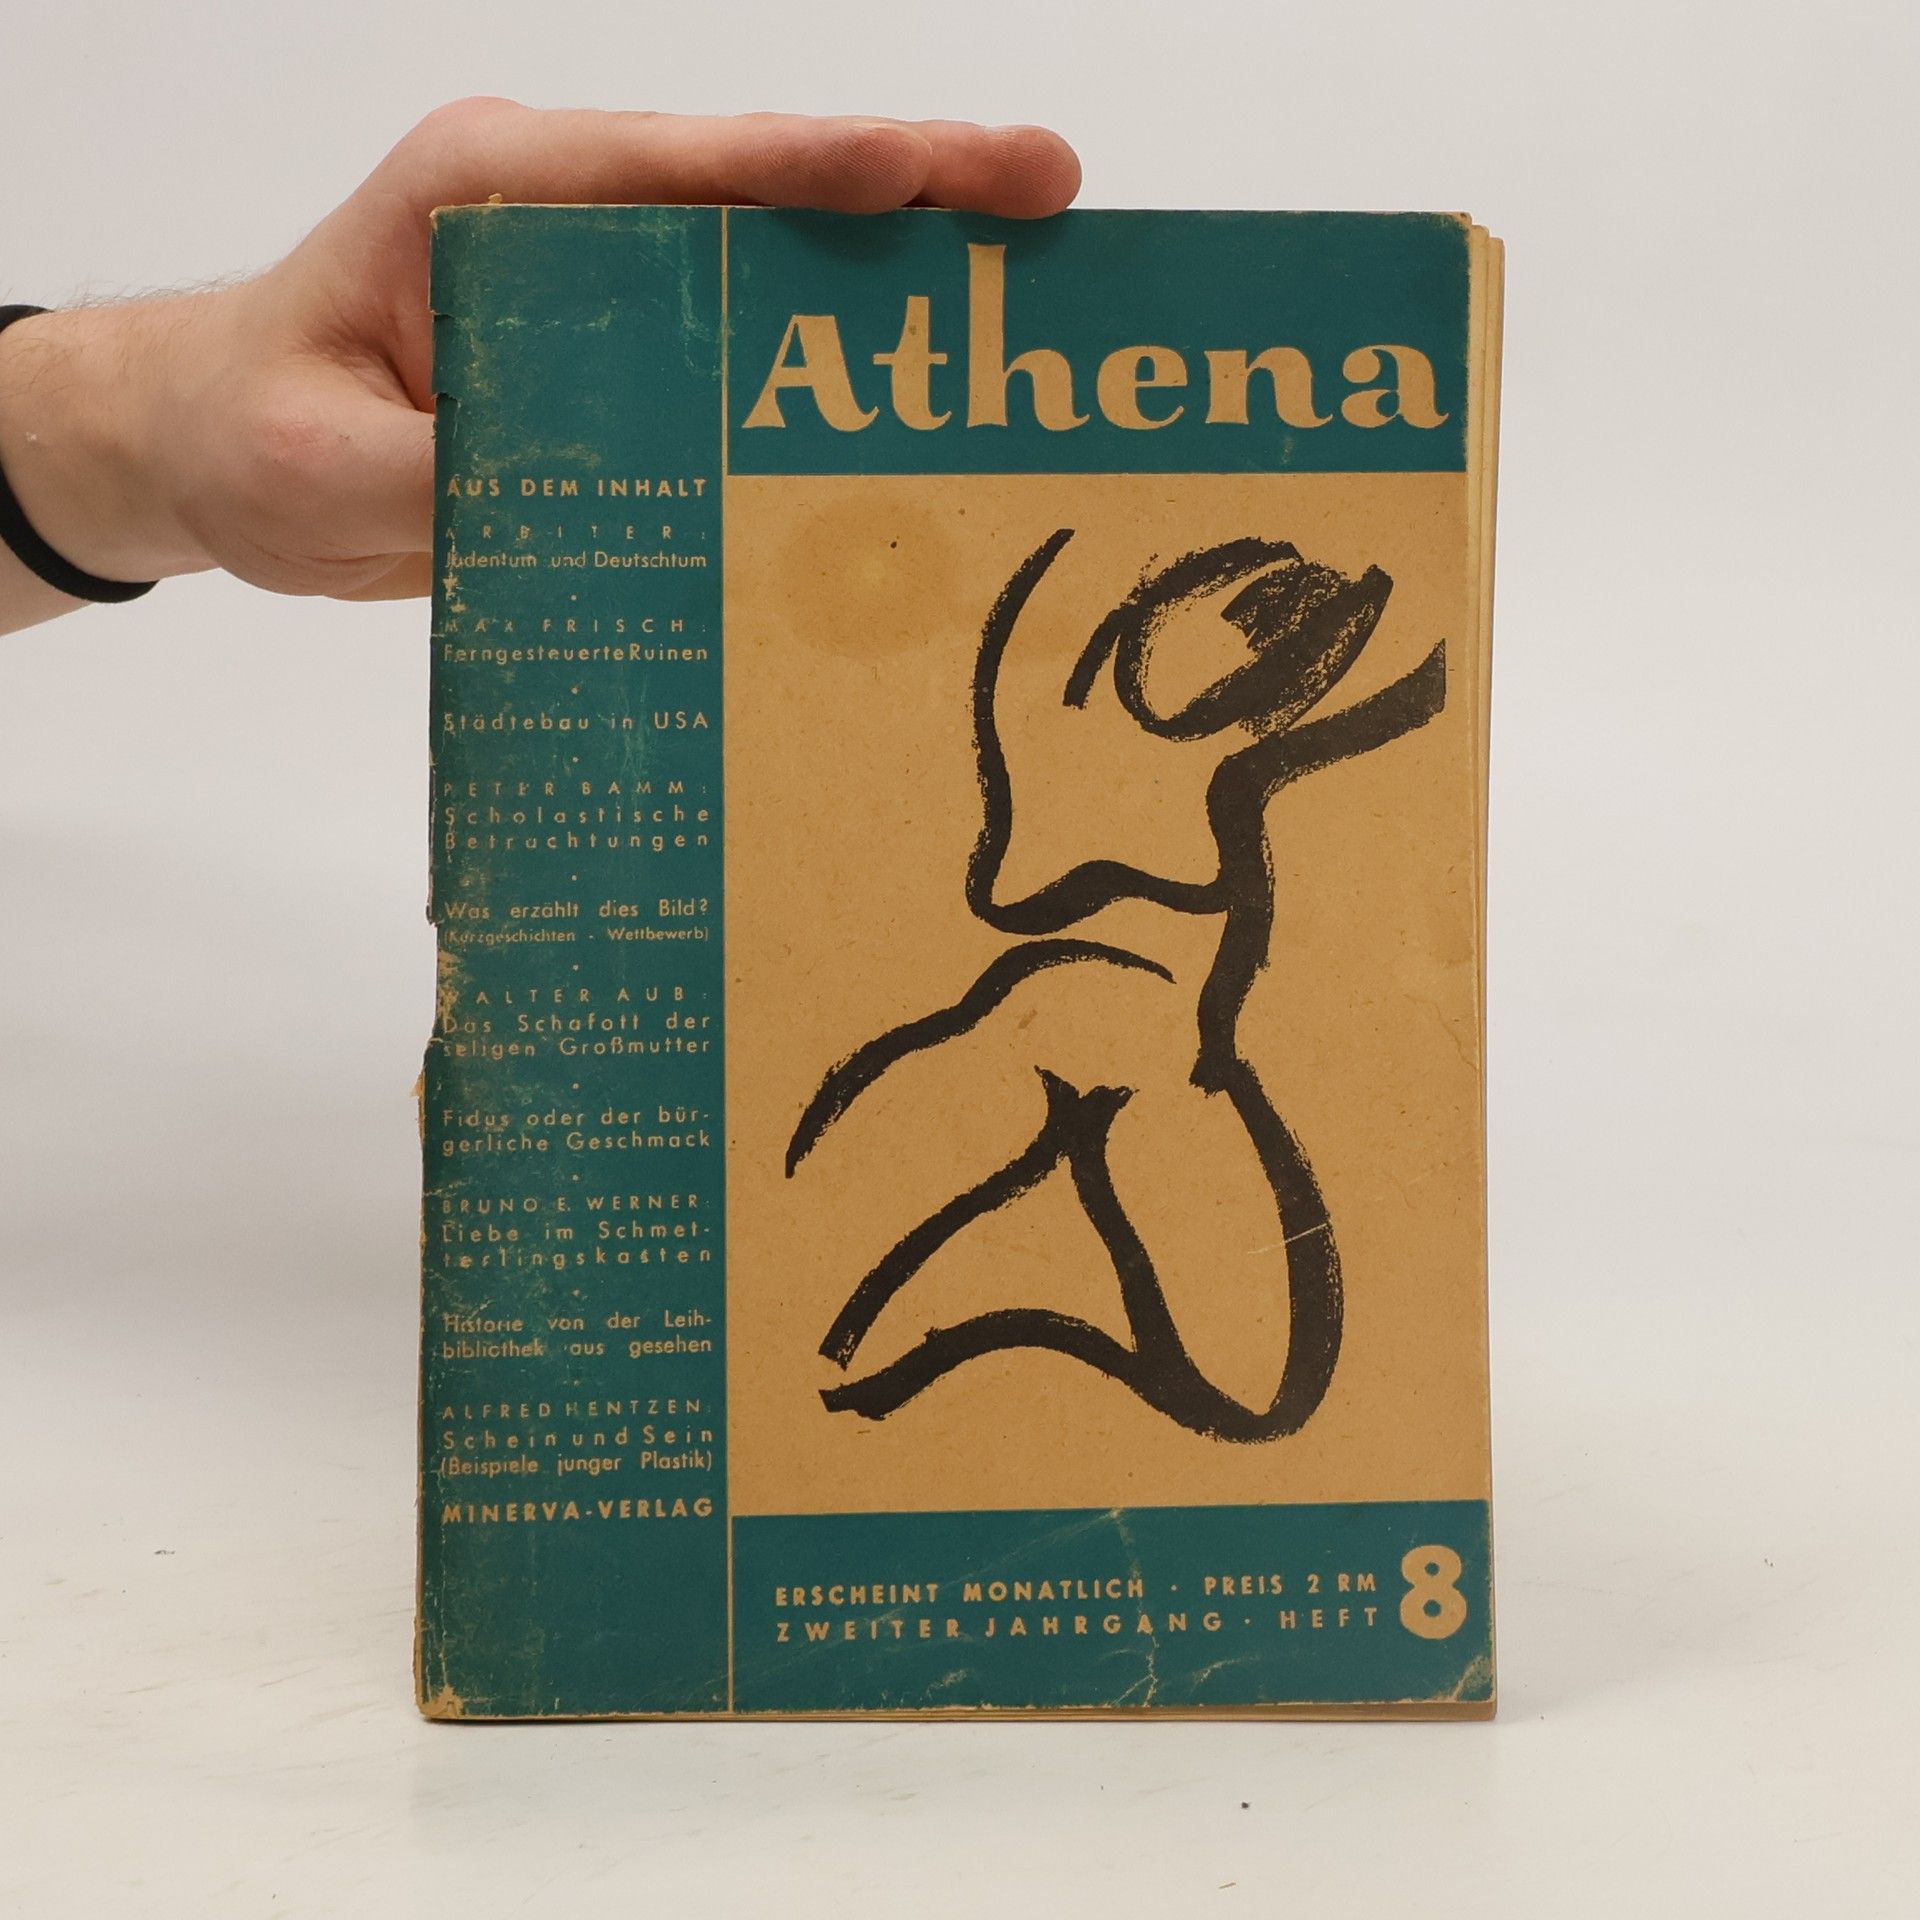 Athena
AUS DEM INHALT
ARBITER:
Judentum und Deutschtum
MAX FRISCH:
Ferngesteuerte Ruinen
Städtebau in USA
PETER BAMM:
Scholastische
Betrachtungen
Was erzählt dies Bild?
(Kurzgeschichten - Wettbewerb)
WALTER AUB:
Das Schafott der
seligen Großmutter
Fidus oder der bür-
gerliche Geschmack
BRUNO E. WERNER:
Liebe im Schmet-
terlingskasten
Historie von der Leih-
bibliothek aus gesehen
ALFRED HENTZEN:
Schein und Sein
(Beispiele junger Plastik)
MINERVA-VERLAG
ERSCHEINT MONATLICH · PREIS 2 RM
ZWEITER JAHRGANG · HEFT 8